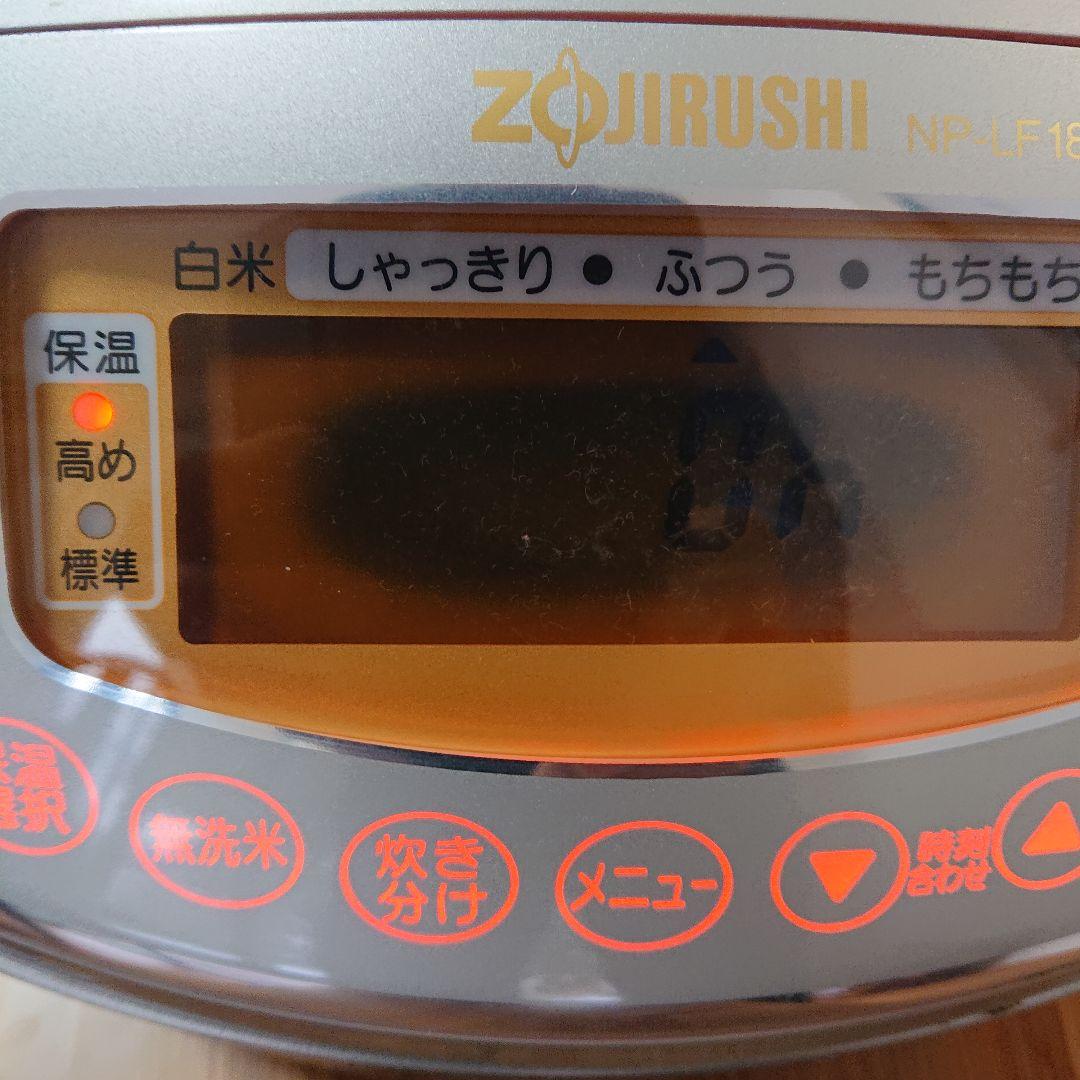 ZOJIRUSHI NP-LF18
白米 しゃっきり ● ふつう ● もちもち
保温
高め
標準
0h
保温
選択
無洗米
炊き
分け
メニュー
▼
時刻
合わせ
▲